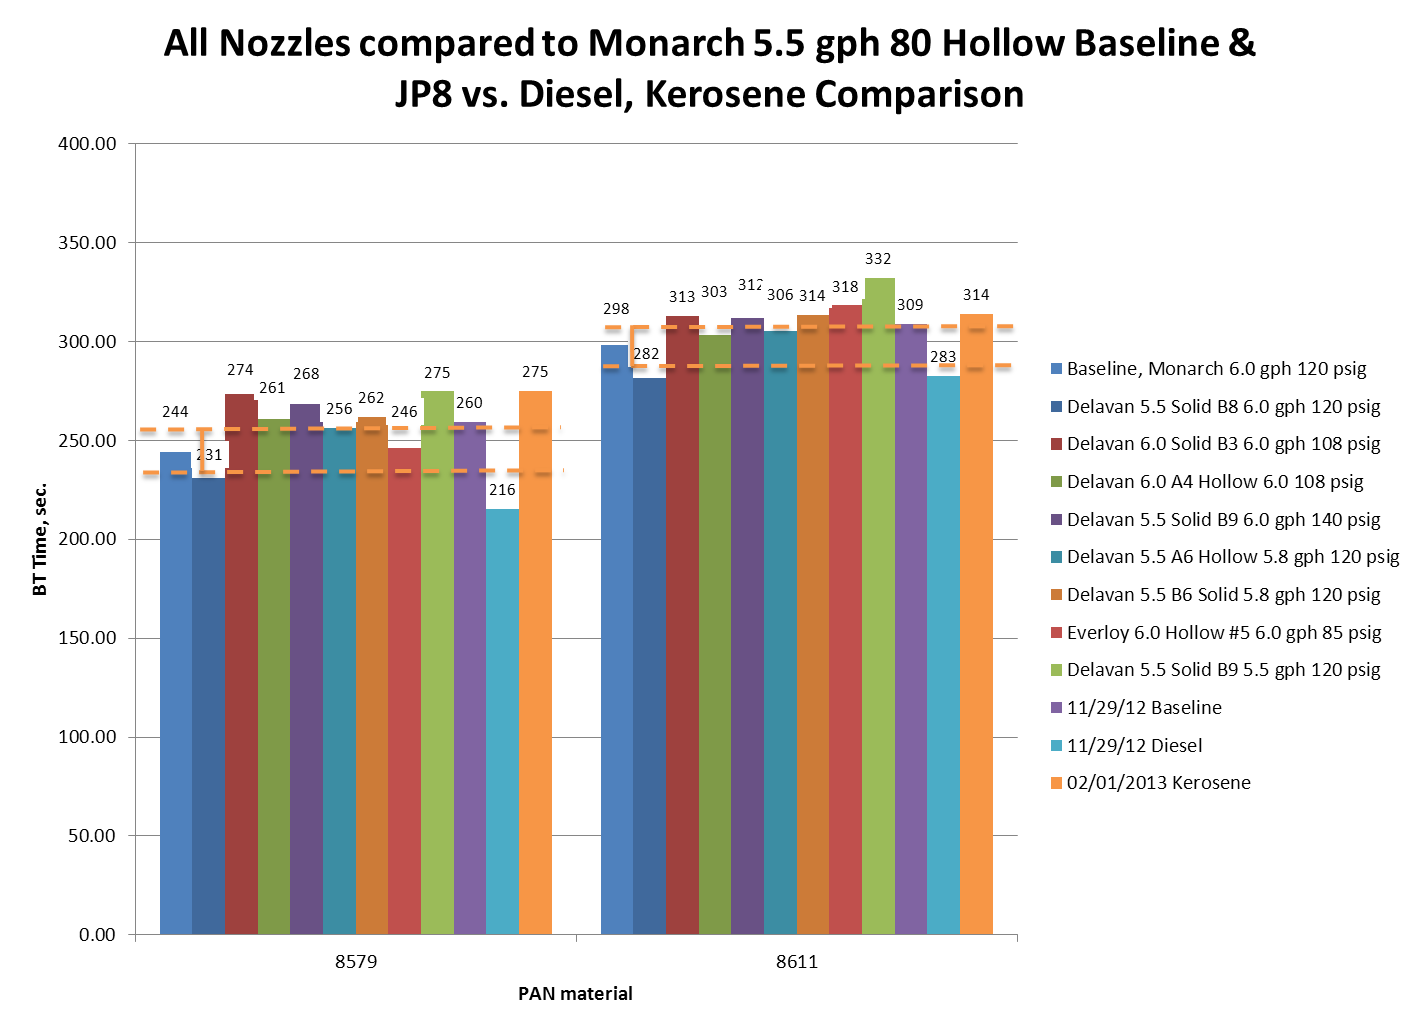 All Nozzles compared to Monarch 5.5 gph 80 Hollow Baseline &
JP8 vs. Diesel, Kerosene Comparison
400.00
350.00
300.00
250.00
200.00
150.00
100.00
50.00
0.00
BT Time, sec.
244
231
274
261
268
256
262
246
275
260
216
275
298
282
313
303
312
306
314
318
332
309
283
314
8579
8611
PAN material
Baseline, Monarch 6.0 gph 120 psig
Delavan 5.5 Solid B8 6.0 gph 120 psig
Delavan 6.0 Solid B3 6.0 gph 108 psig
Delavan 6.0 A4 Hollow 6.0 108 psig
Delavan 5.5 Solid B9 6.0 gph 140 psig
Delavan 5.5 A6 Hollow 5.8 gph 120 psig
Delavan 5.5 B6 Solid 5.8 gph 120 psig
Everloy 6.0 Hollow #5 6.0 gph 85 psig
Delavan 5.5 Solid B9 5.5 gph 120 psig
11/29/12 Baseline
11/29/12 Diesel
02/01/2013 Kerosene